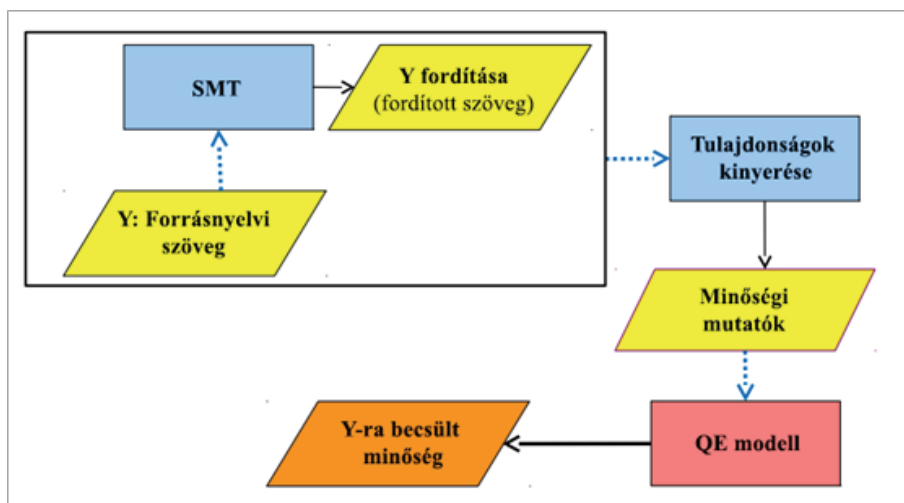 SMT
Y fordítása
(fordított szöveg)
Y: Forrásnyelvi
szöveg
Tulajdonságok
kinyerése
Minőségi
mutatók
QE modell
Y-ra becsült
minőség